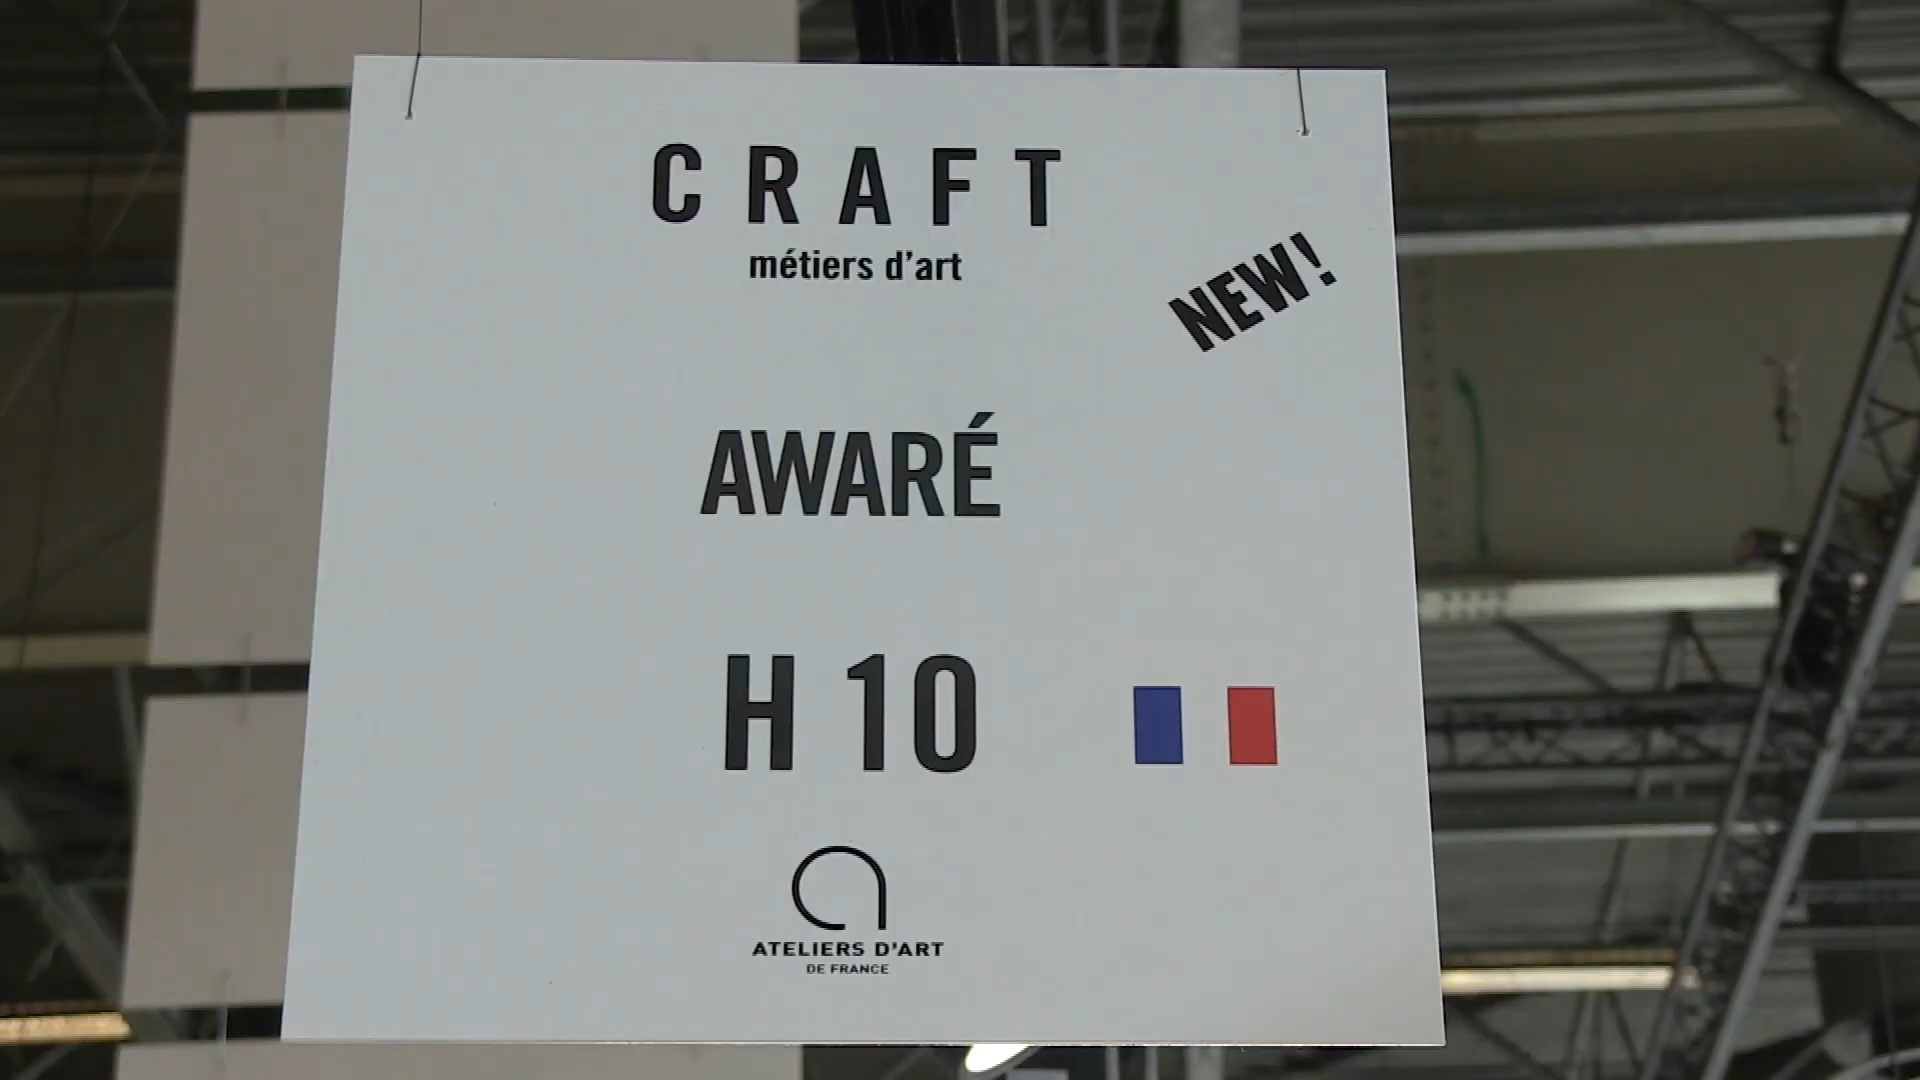 CRAFT
métiers d'art
NEW!
AWARÉ
H 10
ATELIERS D'ART
DE FRANCE